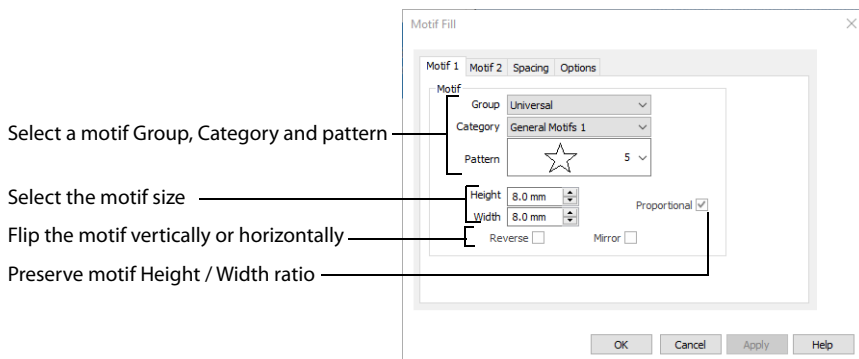 Motif Fill
Motif 1 Motif 2 Spacing Options
Motif
Group Universal
Select a motif Group, Category and pattern
Category General Motifs 1
Pattern 5
Select the motif size
Height 8.0 mm
Proportional
Width 8.0 mm
Flip the motif vertically or horizontally
Reverse Mirror
Preserve motif Height / Width ratio
OK Cancel Apply Help